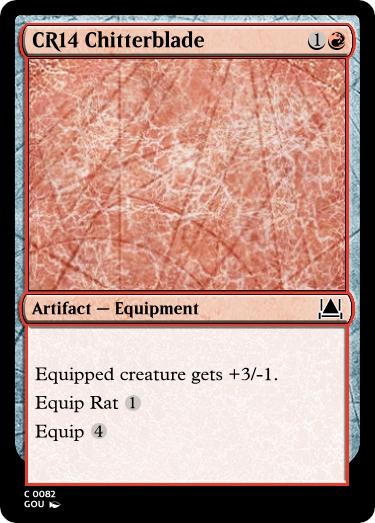 CR14 Chitterblade 1
Artifact — Equipment
Equipped creature gets +3/-1.
Equip Rat 1
Equip 4
C 0082
GOU